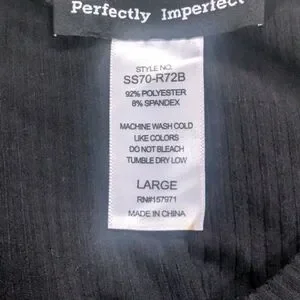 Perfectly Imperfect
STYLE NO.
SS70-R72B
92% POLYESTER
8% SPANDEX
MACHINE WASH COLD
LIKE COLORS
DO NOT BLEACH
TUMBLE DRY LOW
LARGE
RN#157971
MADE IN CHINA